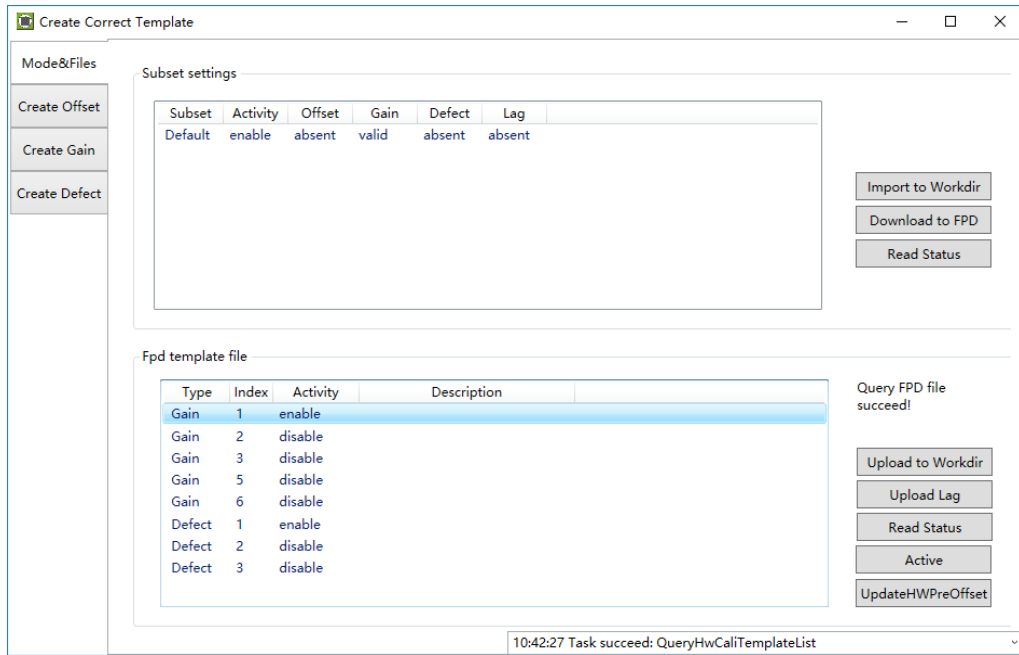 Create Correct Template
Mode&Files
Create Offset
Create Gain
Create Defect
Subset settings
Subset Activity Offset Gain Defect Lag
Default enable absent valid absent absent
Import to Workdir
Download to FPD
Read Status
Fpd template file
Type Index Activity Description
Gain 1 enable
Gain 2 disable
Gain 3 disable
Gain 5 disable
Gain 6 disable
Defect 1 enable
Defect 2 disable
Defect 3 disable
Query FPD file
succeed!
Upload to Workdir
Upload Lag
Read Status
Active
UpdateHWPreOffset
10:42:27 Task succeed: QueryHwCaliTemplateList